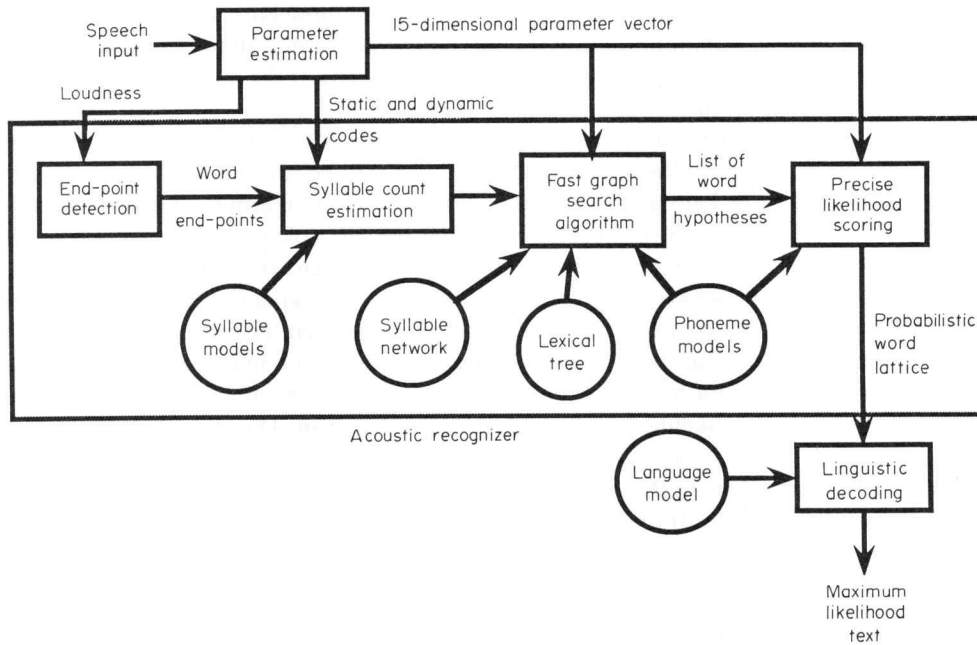 Speech
input
Parameter
estimation
15-dimensional parameter vector
Loudness
Static and dynamic
codes
End-point
detection
Word
end-points
Syllable count
estimation
Fast graph
search
algorithm
List of
word
hypotheses
Precise
likelihood
scoring
Syllable
models
Syllable
network
Lexical
tree
Phoneme
models
Probabilistic
word
lattice
Acoustic recognizer
Language
model
Linguistic
decoding
Maximum
likelihood
text